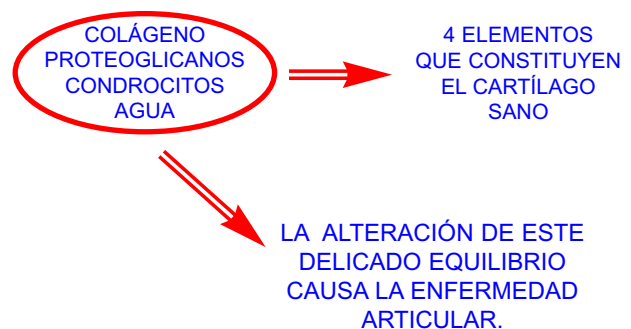 COLÁGENO
PROTEOGLICANOS
CONDROCITOS
AGUA
4 ELEMENTOS
QUE CONSTITUYEN
EL CARTÍLAGO
SANO
LA ALTERACIÓN DE ESTE
DELICADO EQUILIBRIO
CAUSA LA ENFERMEDAD
ARTICULAR.